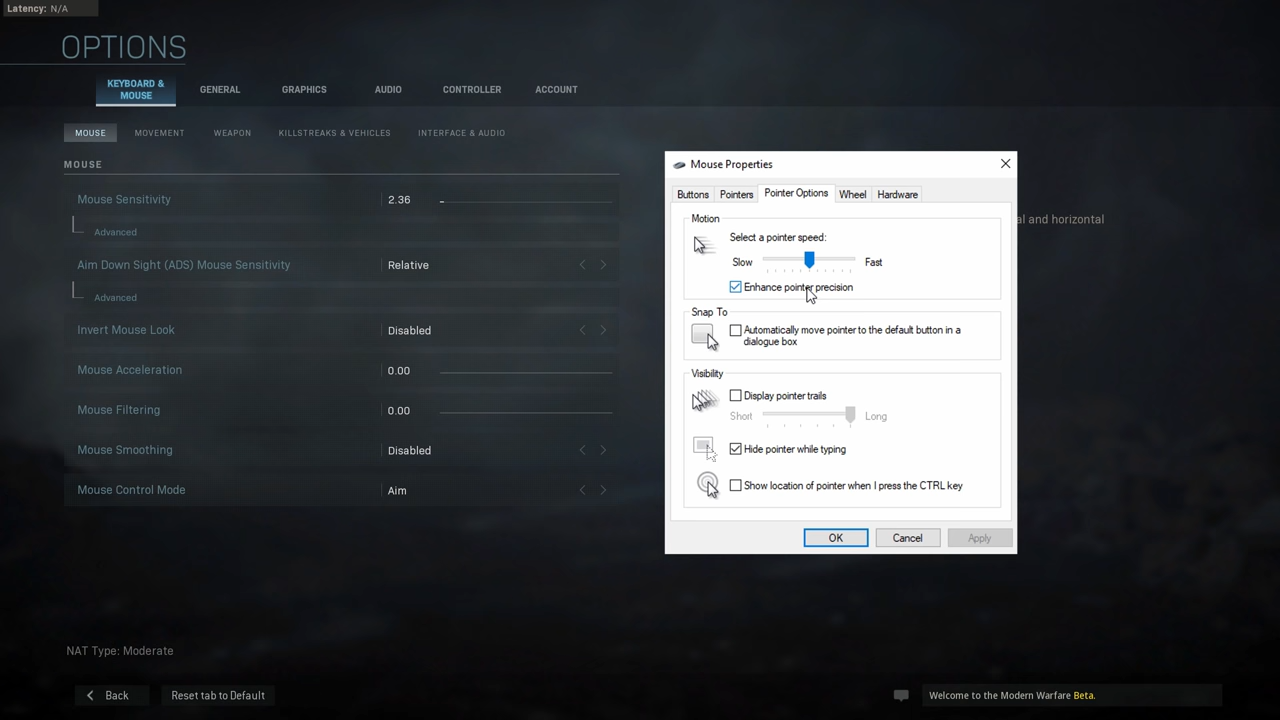 Latency: N/A
OPTIONS
KEYBOARD &
MOUSE
GENERAL
GRAPHICS
AUDIO
CONTROLLER
ACCOUNT
MOUSE
MOVEMENT
WEAPON
KILLSTREAKS & VEHICLES
INTERFACE & AUDIO
MOUSE
Mouse Sensitivity 2.36
Advanced
Aim Down Sight (ADS) Mouse Sensitivity Relative
Advanced
Invert Mouse Look Disabled
Mouse Acceleration 0.00
Mouse Filtering 0.00
Mouse Smoothing Disabled
Mouse Control Mode Aim
al and horizontal
Mouse Properties
Buttons Pointers Pointer Options Wheel Hardware
Motion
Select a pointer speed:
Slow Fast
Enhance pointer precision
Snap To
Automatically move pointer to the default button in a
dialogue box
Visibility
Display pointer trails
Short Long
Hide pointer while typing
Show location of pointer when I press the CTRL key
OK Cancel Apply
NAT Type: Moderate
Back Reset tab to Default
Welcome to the Modern Warfare Beta.